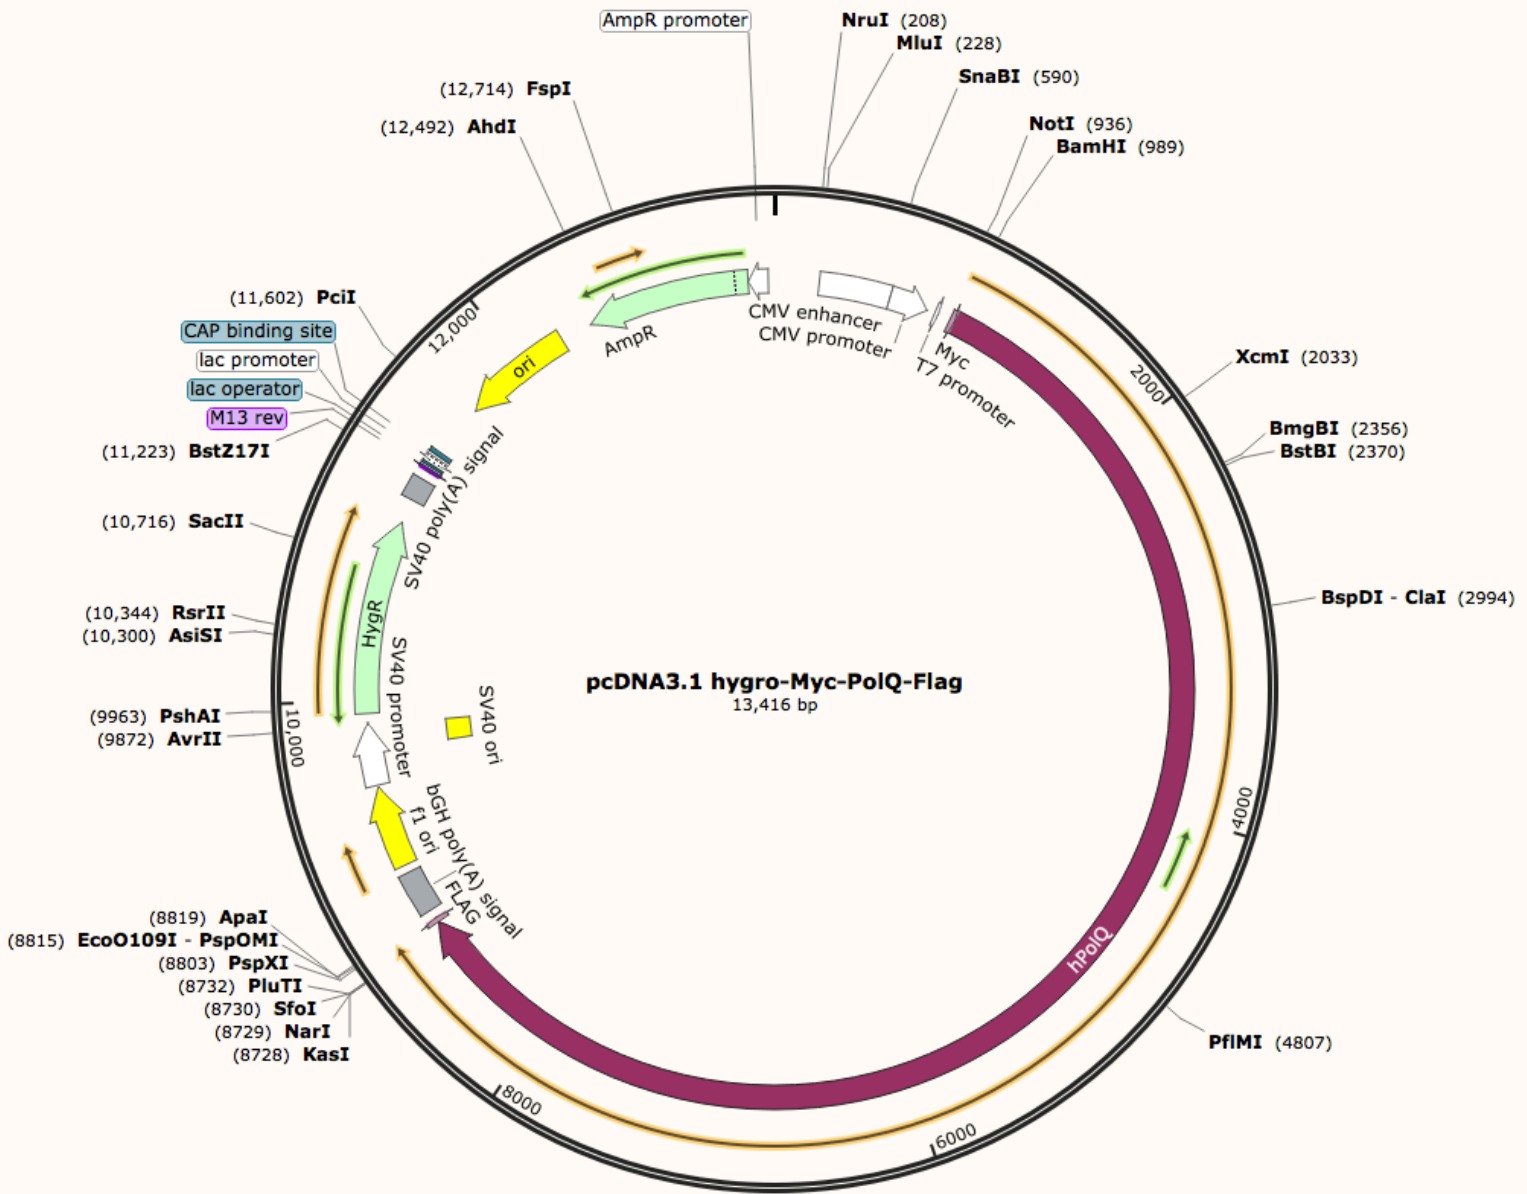 AmpR promoter
NruI (208)
MluI (228)
SnaBI (590)
NotI (936)
BamHI (989)
(12,714) FspI
(12,492) AhdI
(11,602) PciI
CAP binding site
lac promoter
lac operator
M13 rev
(11,223) BstZ17I
(10,716) SacII
(10,344) RsrII
(10,300) AsiSI
(9963) PshAI
(9872) AvrII
(8819) ApaI
(8815) EcoO109I - PspOMI
(8803) PspXI
(8732) PluTI
(8730) SfoI
(8729) NarI
(8728) KasI
XcmI (2033)
BmgBI (2356)
BstBI (2370)
BspDI - ClaI (2994)
PflMI (4807)
2000
4000
6000
8000
10,000
12,000
CMV enhancer
CMV promoter
Myc
T7 promoter
AmpR
ori
SV40 poly(A) signal
HygR
SV40 promoter
SV40 ori
bGH poly(A) signal
f1 ori
FLAG
hPolQ
pcDNA3.1 hygro-Myc-PolQ-Flag
13,416 bp